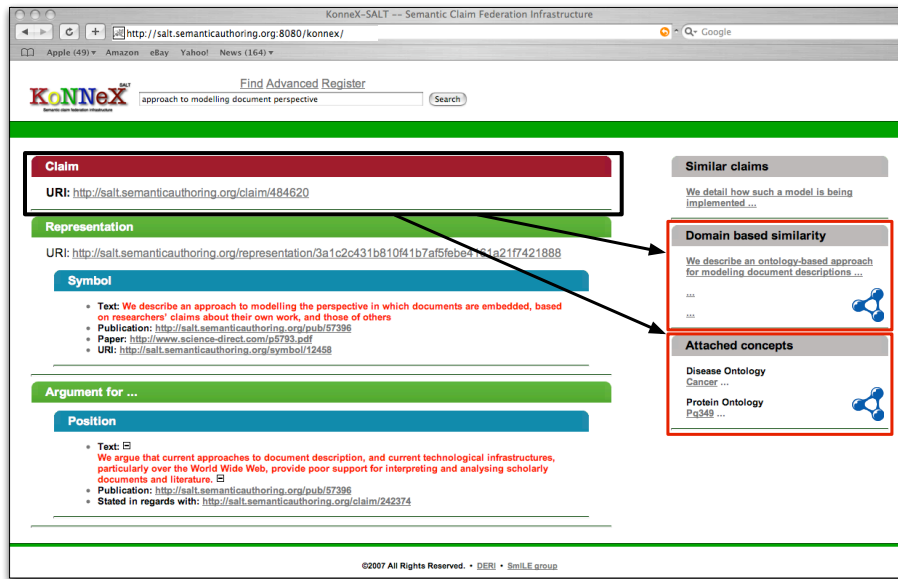 KonneX-SALT -- Semantic Claim Federation Infrastructure
http://salt.semanticauthoring.org:8080/konnex/
Google
Apple (49) Amazon eBay Yahoo! News (164)
Find Advanced Register
KoNNeX SALT
Semantic claim federation infrastructure
approach to modelling document perspective
Search
Claim
URI: http://salt.semanticauthoring.org/claim/484620
Representation
URI: http://salt.semanticauthoring.org/representation/3a1c2c431b810f41b7af5febe4161a21f7421888
Symbol
Text: We describe an approach to modelling the perspective in which documents are embedded, based
on researchers' claims about their own work, and those of others
Publication: http://salt.semanticauthoring.org/pub/57396
Paper: http://www.science-direct.com/p5793.pdf
URI: http://salt.semanticauthoring.org/symbol/12458
Argument for ...
Position
Text:
We argue that current approaches to document description, and current technological infrastructures,
particularly over the World Wide Web, provide poor support for interpreting and analysing scholarly
documents and literature.
Publication: http://salt.semanticauthoring.org/pub/57396
Stated in regards with: http://salt.semanticauthoring.org/claim/242374
Similar claims
We detail how such a model is being
implemented ...
Domain based similarity
We describe an ontology-based approach
for modeling document descriptions ...
...
...
Attached concepts
Disease Ontology
Cancer ...
Protein Ontology
Pq349 ...
©2007 All Rights Reserved. • DERI • SmILE group